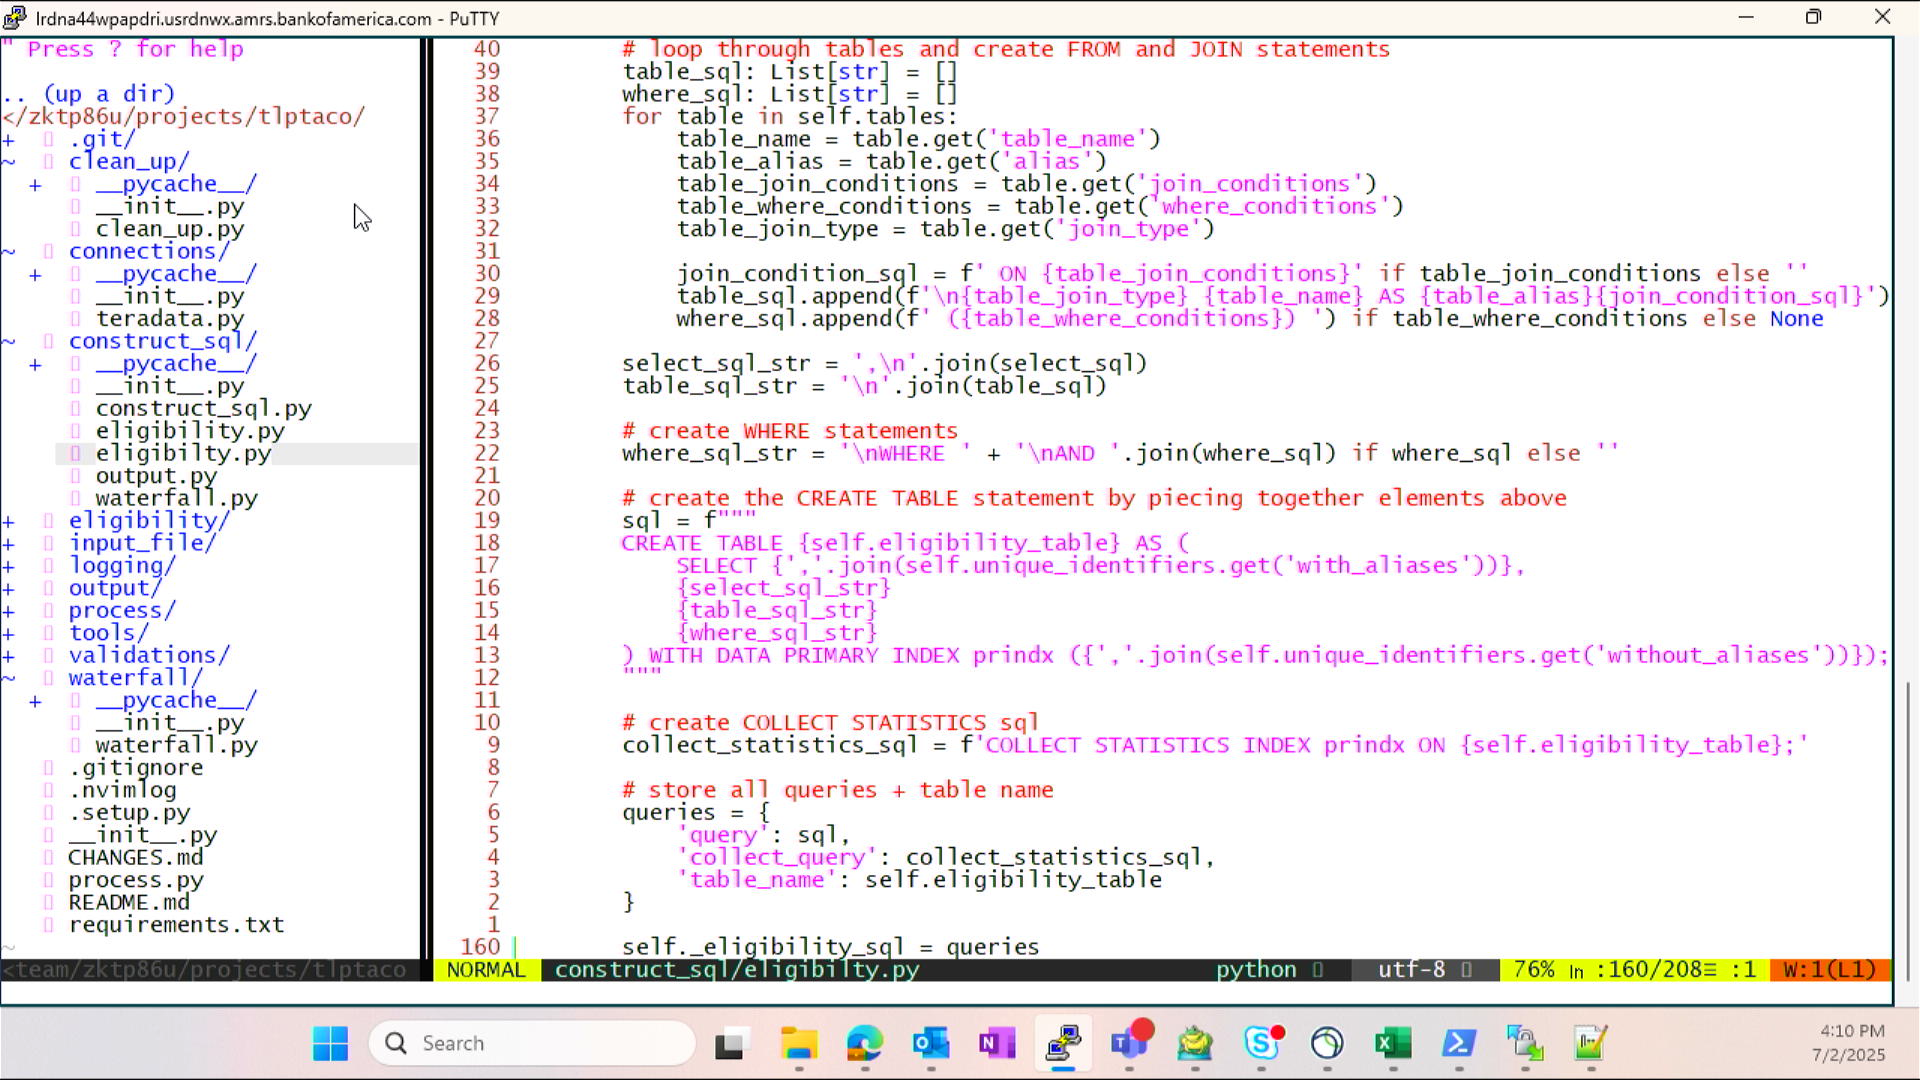 lrdna44wpapdri.usrdnwx.amrs.bankofamerica.com - PuTTY
" Press ? for help
.. (up a dir)
</zktp86u/projects/tlptaco/
+ .git/
~ clean_up/
+ __pycache__/
__init__.py
clean_up.py
~ connections/
+ __pycache__/
__init__.py
teradata.py
~ construct_sql/
+ __pycache__/
__init__.py
construct_sql.py
eligibility.py
eligibilty.py
output.py
waterfall.py
+ eligibility/
+ input_file/
+ logging/
+ output/
+ process/
+ tools/
+ validations/
~ waterfall/
+ __pycache__/
__init__.py
waterfall.py
.gitignore
.nvimlog
.setup.py
__init__.py
CHANGES.md
process.py
README.md
requirements.txt
~
<team/zktp86u/projects/tlptaco
40 # loop through tables and create FROM and JOIN statements
39 table_sql: List[str] = []
38 where_sql: List[str] = []
37 for table in self.tables:
36 table_name = table.get('table_name')
35 table_alias = table.get('alias')
34 table_join_conditions = table.get('join_conditions')
33 table_where_conditions = table.get('where_conditions')
32 table_join_type = table.get('join_type')
31
30 join_condition_sql = f' ON {table_join_conditions}' if table_join_conditions else ''
29 table_sql.append(f'\n{table_join_type} {table_name} AS {table_alias}{join_condition_sql}')
28 where_sql.append(f' ({table_where_conditions}) ') if table_where_conditions else None
27
26 select_sql_str = ',\n'.join(select_sql)
25 table_sql_str = '\n'.join(table_sql)
24
23 # create WHERE statements
22 where_sql_str = '\nWHERE ' + '\nAND '.join(where_sql) if where_sql else ''
21
20 # create the CREATE TABLE statement by piecing together elements above
19 sql = f"""
18 CREATE TABLE {self.eligibility_table} AS (
17 SELECT {','.join(self.unique_identifiers.get('with_aliases'))},
16 {select_sql_str}
15 {table_sql_str}
14 {where_sql_str}
13 ) WITH DATA PRIMARY INDEX prindx ({','.join(self.unique_identifiers.get('without_aliases'))});
12 """
11
10 # create COLLECT STATISTICS sql
9 collect_statistics_sql = f'COLLECT STATISTICS INDEX prindx ON {self.eligibility_table};'
8
7 # store all queries + table name
6 queries = {
5 'query': sql,
4 'collect_query': collect_statistics_sql,
3 'table_name': self.eligibility_table
2 }
1
160 self._eligibility_sql = queries
NORMAL construct_sql/eligibilty.py python utf-8 76% ln :160/208≡ :1 W:1(L1)
Search
4:10 PM
7/2/2025